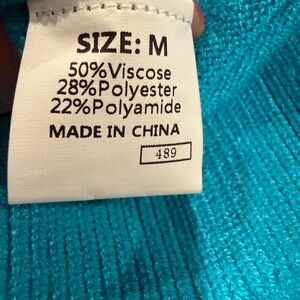 SIZE: M
50%Viscose
28%Polyester
22%Polyamide
MADE IN CHINA
489